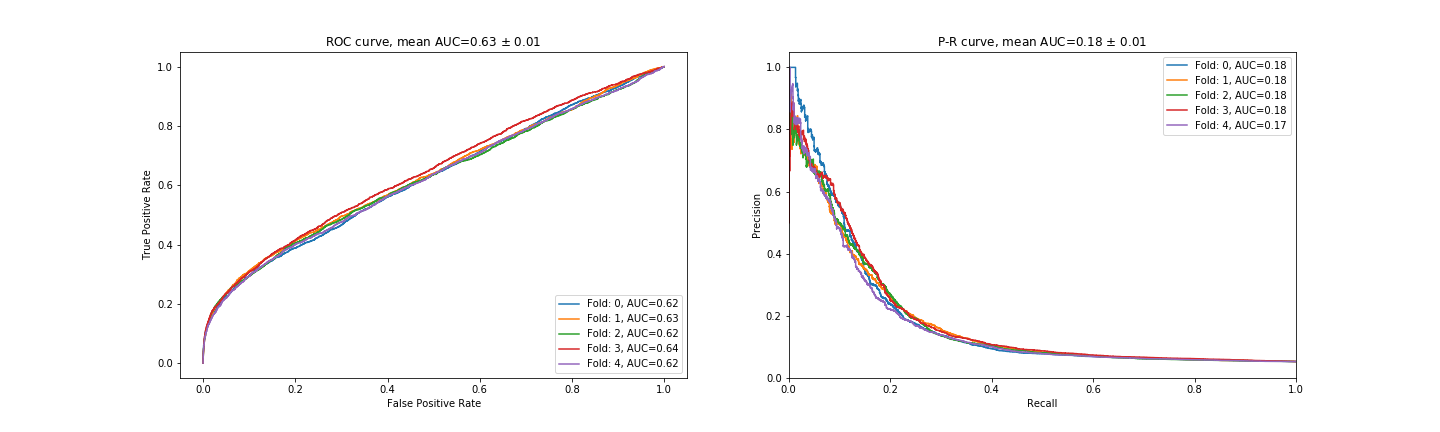 ROC curve, mean AUC=0.63 ± 0.01
True Positive Rate
1.0
0.8
0.6
0.4
0.2
0.0
Fold: 0, AUC=0.62
Fold: 1, AUC=0.63
Fold: 2, AUC=0.62
Fold: 3, AUC=0.64
Fold: 4, AUC=0.62
0.0 0.2 0.4 0.6 0.8 1.0
False Positive Rate
P-R curve, mean AUC=0.18 ± 0.01
Precision
1.0
0.8
0.6
0.4
0.2
0.0
Fold: 0, AUC=0.18
Fold: 1, AUC=0.18
Fold: 2, AUC=0.18
Fold: 3, AUC=0.18
Fold: 4, AUC=0.17
0.0 0.2 0.4 0.6 0.8 1.0
Recall